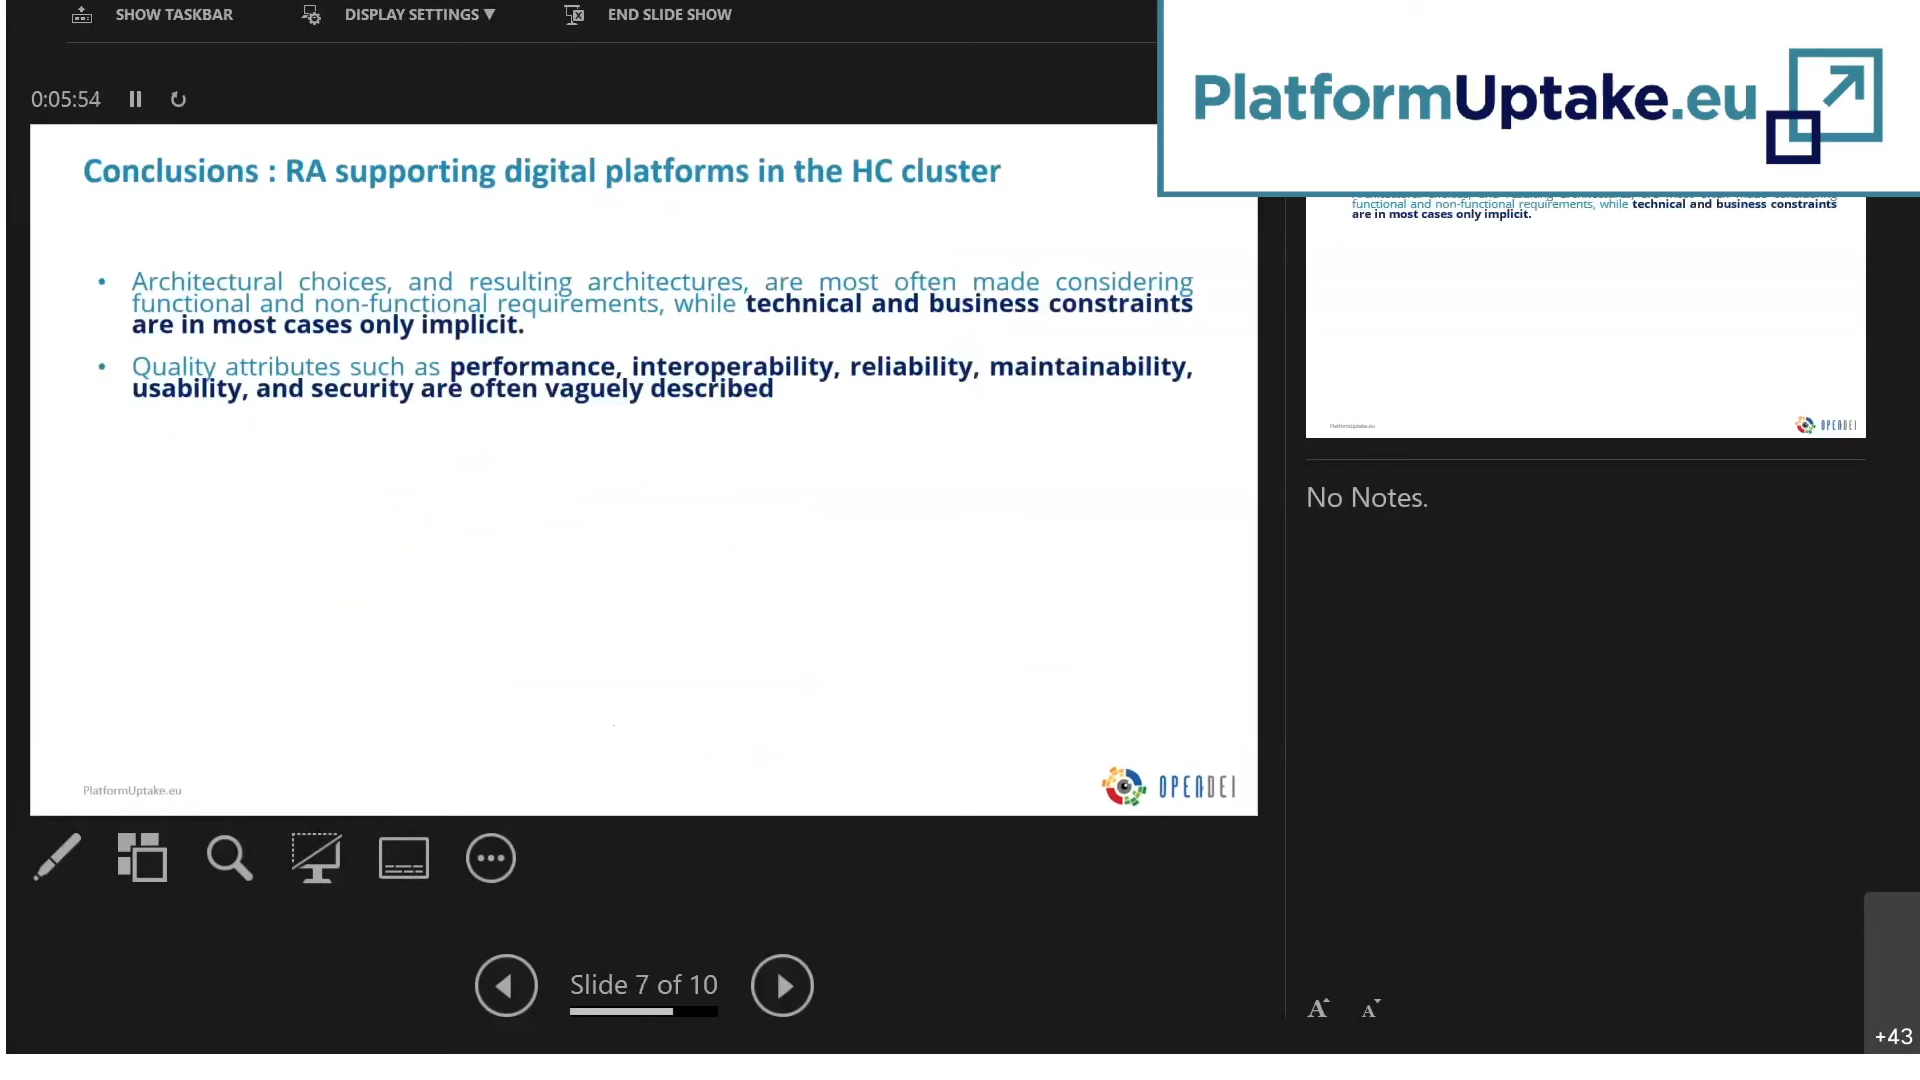 SHOW TASKBAR
DISPLAY SETTINGS ▼
END SLIDE SHOW
PlatformUptake.eu
0:05:54
Conclusions : RA supporting digital platforms in the HC cluster
• Architectural choices, and resulting architectures, are most often made considering
functional and non-functional requirements, while technical and business constraints
are in most cases only implicit.
• Quality attributes such as performance, interoperability, reliability, maintainability,
usability, and security are often vaguely described
PlatformUptake.eu
OPENDEI
functional and non-functional requirements, while technical and business constraints
are in most cases only implicit.
PlatformUptake.eu
OPENDEI
No Notes.
Slide 7 of 10
A A
+43